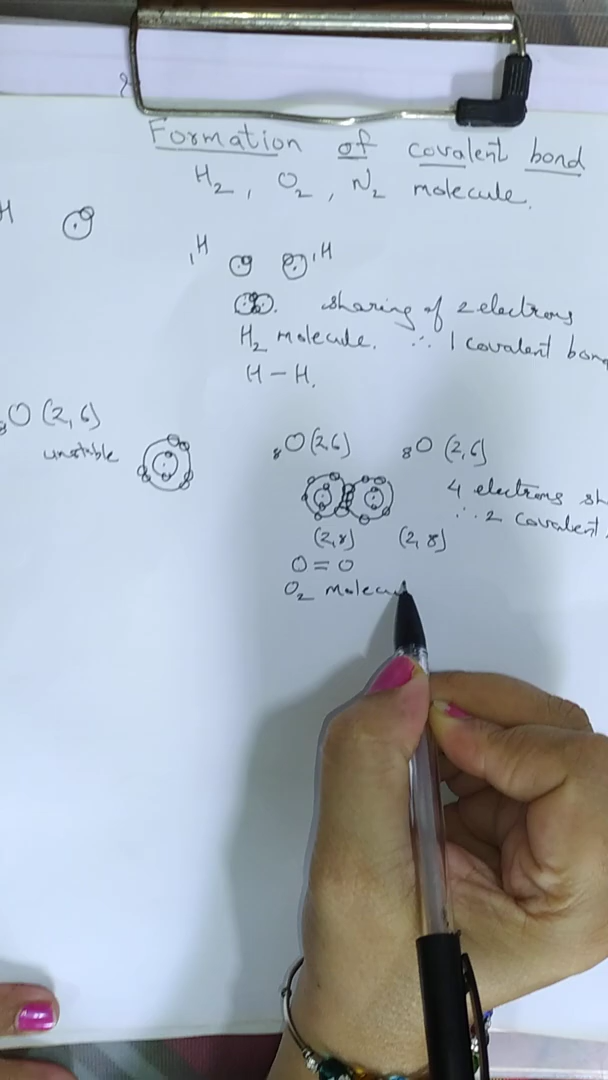 Formation of covalent bond
H₂, O₂, N₂ molecule.
H
₁H ₁H
sharing of 2 electrons
H₂ molecule. ∴ 1 covalent bon
H – H.
₈O (2,6)
unstable
₈O (2,6) ₈O (2,6)
4 electrons sh
∴ 2 covalent
(2,8) (2,8)
O = O
O₂ molecu